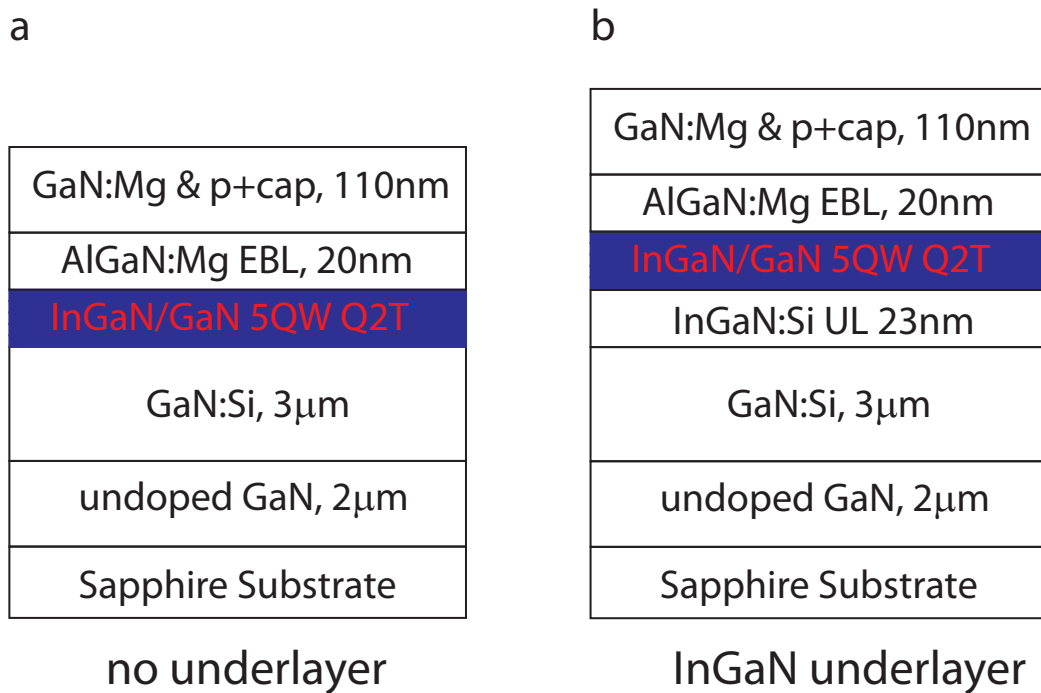 a
GaN:Mg & p+cap, 110nm
AlGaN:Mg EBL, 20nm
InGaN/GaN 5QW Q2T
GaN:Si, 3μm
undoped GaN, 2μm
Sapphire Substrate
no underlayer
b
GaN:Mg & p+cap, 110nm
AlGaN:Mg EBL, 20nm
InGaN/GaN 5QW Q2T
InGaN:Si UL 23nm
GaN:Si, 3μm
undoped GaN, 2μm
Sapphire Substrate
InGaN underlayer